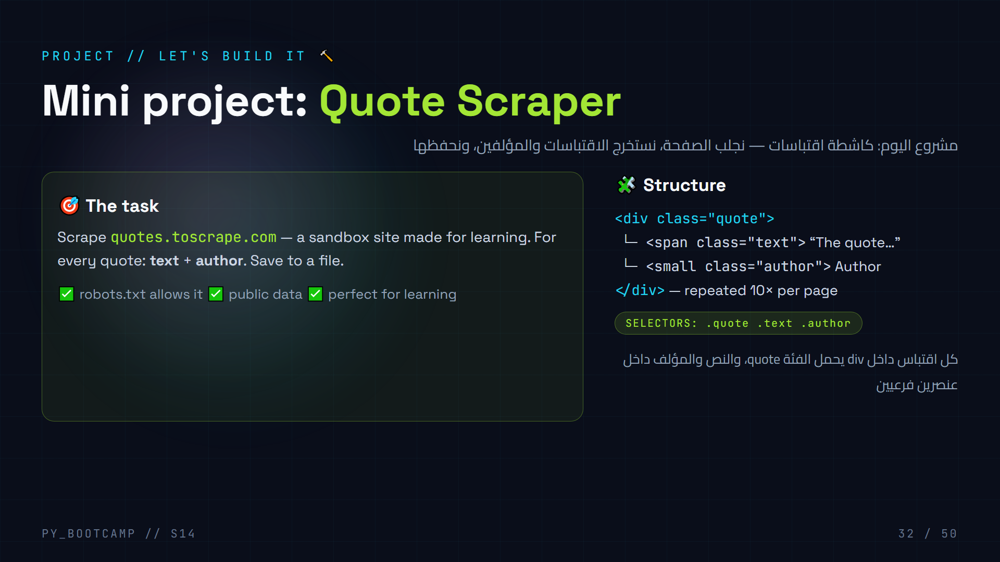 PROJECT // LET'S BUILD IT 🔨
Mini project: Quote Scraper
مشروع اليوم: كاشطة اقتباسات — نجلب الصفحة، نستخرج الاقتباسات والمؤلفين، ونحفظها
🎯 The task
Scrape quotes.toscrape.com — a sandbox site made for learning. For
every quote: text + author. Save to a file.
✅ robots.txt allows it ✅ public data ✅ perfect for learning
🧩 Structure
<div class="quote">
└─ <span class="text"> “The quote…”
└─ <small class="author"> Author
</div> — repeated 10× per page
SELECTORS: .quote .text .author
كل اقتباس داخل div يحمل الفئة quote، والنص والمؤلف داخل
عنصرين فرعيين
PY_BOOTCAMP // S14
32 / 50